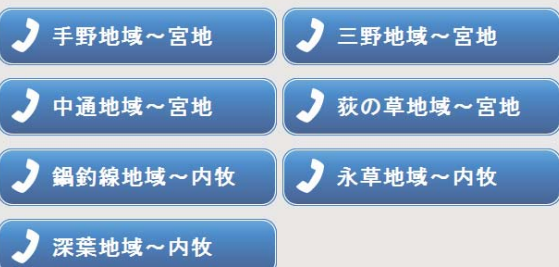 手野地域～宮地
三野地域～宮地
中通地域～宮地
荻の草地域～宮地
鍋釣線地域～内牧
永草地域～内牧
深葉地域～内牧